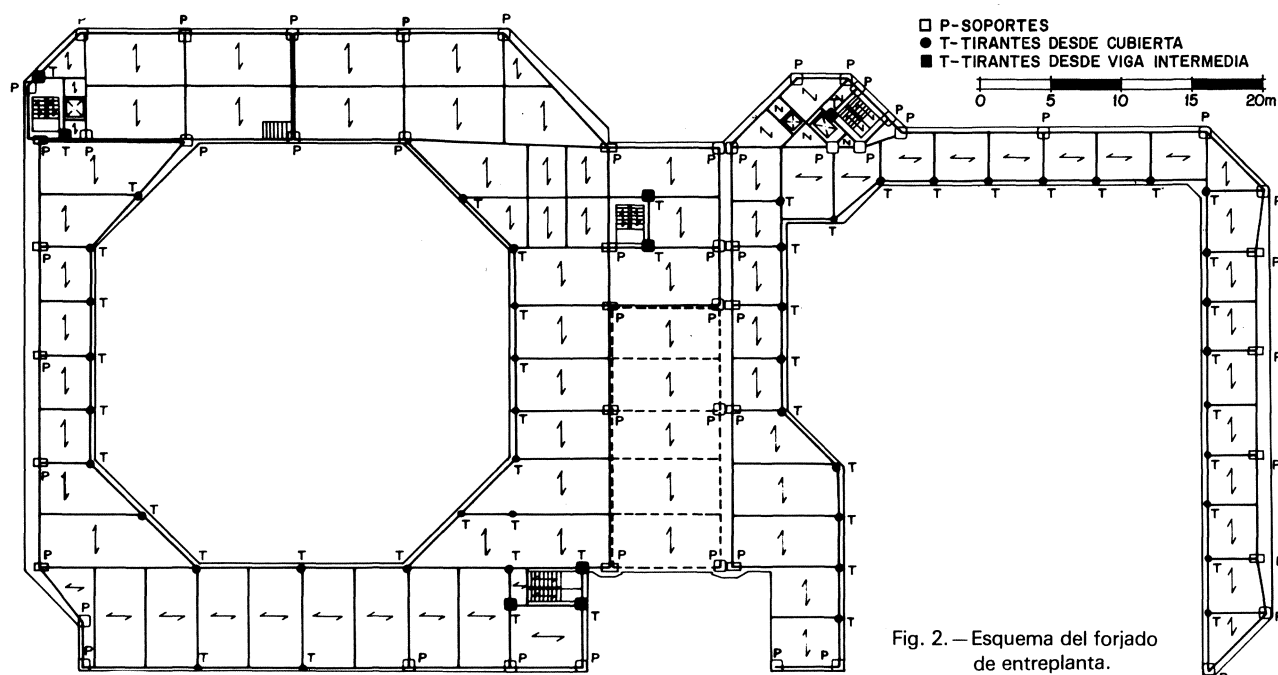 P-SOPORTES
T-TIRANTES DESDE CUBIERTA
T-TIRANTES DESDE VIGA INTERMEDIA
0 5 10 15 20m
P P P P P
P T
P T P P P P
T T
P T T T
P T T
T T
P T T
T T
P T T
T T T
P T T T T T P P
P T T
P T T P P P
P P P P P
P P
T T T T T T T
T P
T P
T P
T P
T P
T P
T P
T P
P P P
Fig. 2.—Esquema del forjado
de entreplanta.